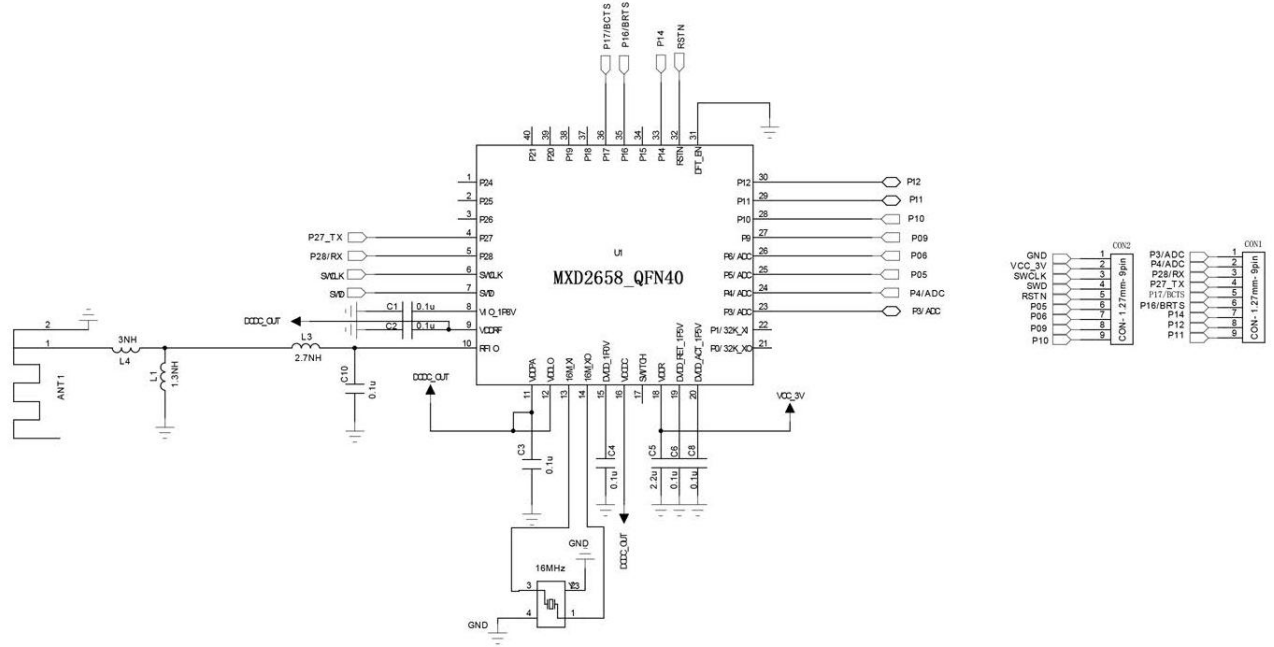 P17/BCTS
P16/BRTS
P14
RSTN
40
39
38
37
36
35
34
33
32
31
P21
P20
P19
P18
P17
P16
P15
P14
RSTN
DFT_EN
1 P24
2 P25
3 P26
P27_TX 4 P27
P28/RX 5 P28
SWCLK 6 SWCLK
SWD 7 SWD
C1 0.1u 8 VIO_1P8V
DCDC_OUT C2 0.1u 9 VDDRF
10 RFIO
U1
MXD2658_QFN40
P12 30 P12
P11 29 P11
P10 28 P10
P9 27 P09
P6/ADC 26 P06
P5/ADC 25 P05
P4/ADC 24 P4/ADC
P3/ADC 23 P3/ADC
P1/32K_XI 22
P0/32K_XO 21
2
1
ANT1
3NH
L4
L1
1.3NH
L3
2.7NH
C10
0.1u
DCDC_OUT
VDDPA
VDDLO
16M_XI
16M_XO
DVDD_1P0V
VCCC
SWITCH
VDDR
DVDD_RET_1P5V
DVDD_ACT_1P5V
11
12
13
14
15
16
17
18
19
20
VCC_3V
C3
0.1u
C4
0.1u
C5
2.2u
C6
0.1u
C8
0.1u
DCDC_OUT
GND
16MHz
3
4
1
GND
CON2
GND 1
VCC_3V 2
SWCLK 3
SWD 4
RSTN 5
P05 6
P06 7
P09 8
P10 9
CON-1.27mm-9pin
CON1
P3/ADC 1
P4/ADC 2
P28/RX 3
P27_TX 4
P17/BCTS 5
P16/BRTS 6
P14 7
P12 8
P11 9
CON-1.27mm-9pin